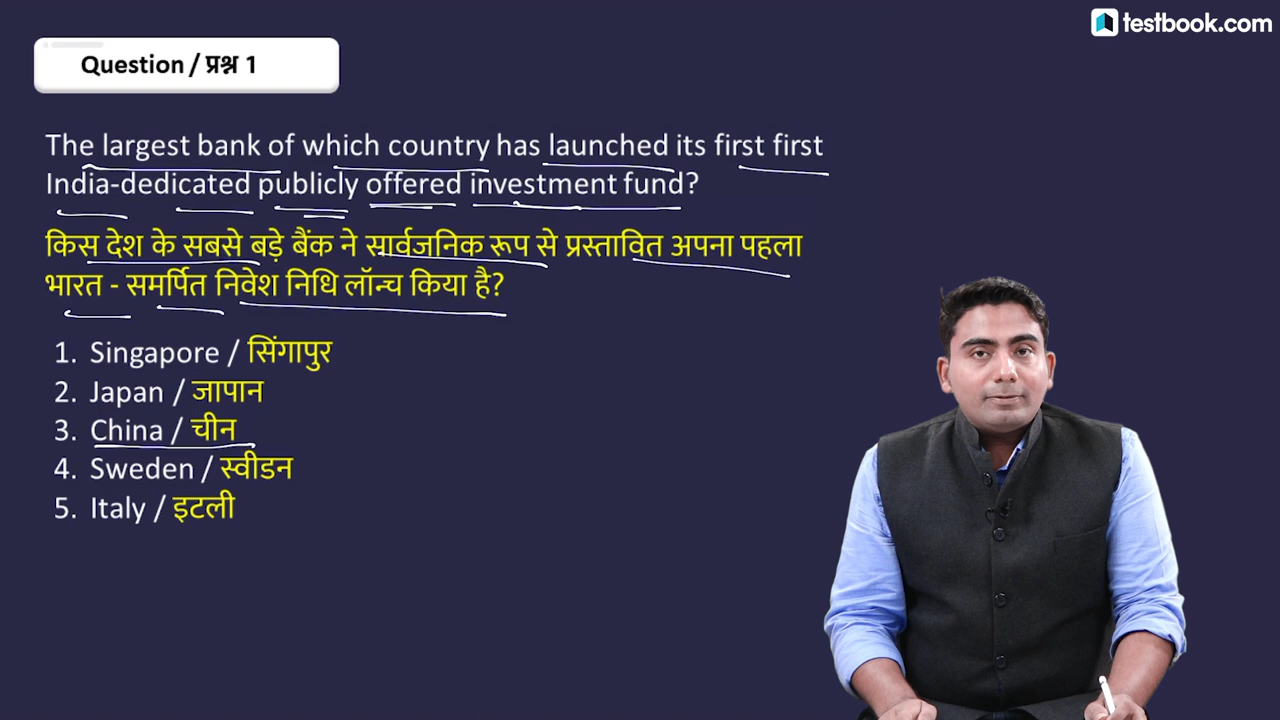 testbook.com
Question / प्रश्न 1
The largest bank of which country has launched its first first
India-dedicated publicly offered investment fund?
किस देश के सबसे बड़े बैंक ने सार्वजनिक रूप से प्रस्तावित अपना पहला
भारत - समर्पित निवेश निधि लॉन्च किया है?
1. Singapore / सिंगापुर
2. Japan / जापान
3. China / चीन
4. Sweden / स्वीडन
5. Italy / इटली